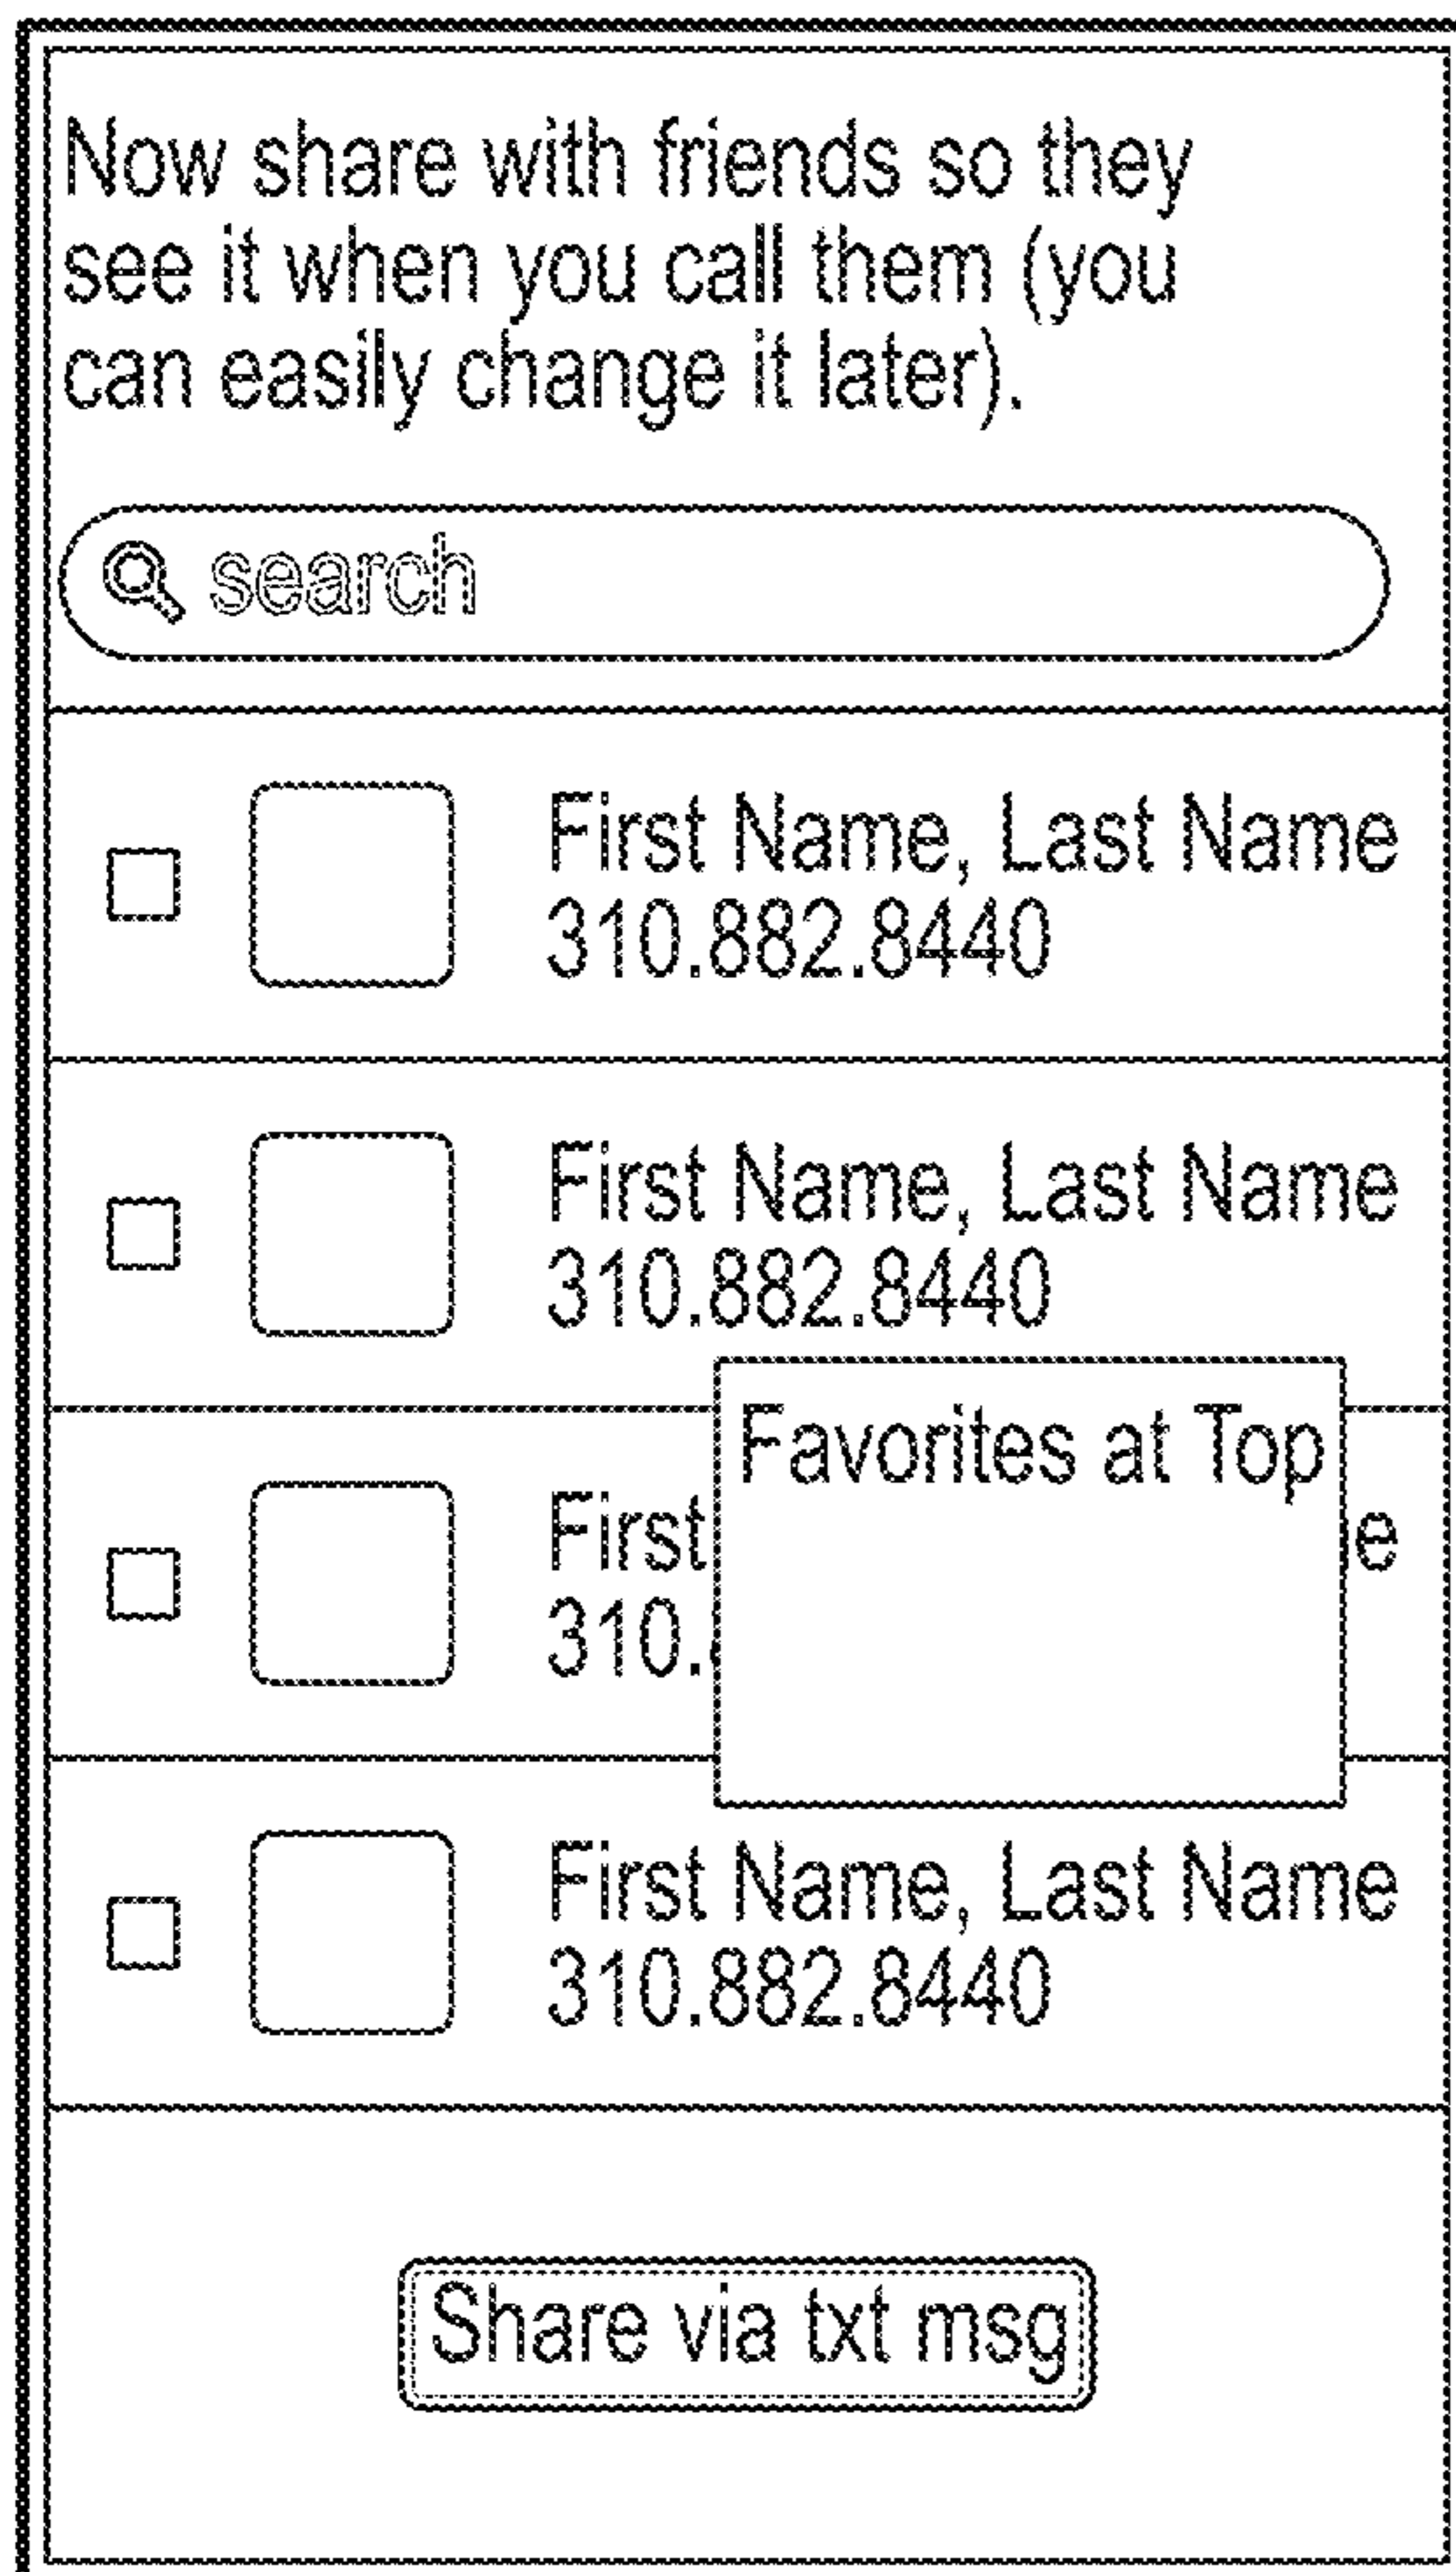 Now share with friends so they
see it when you call them (you
can easily change it later).
search
First Name, Last Name
310.882.8440
First Name, Last Name
310.882.8440
Favorites at Top
First
310.
First Name, Last Name
310.882.8440
Share via txt msg